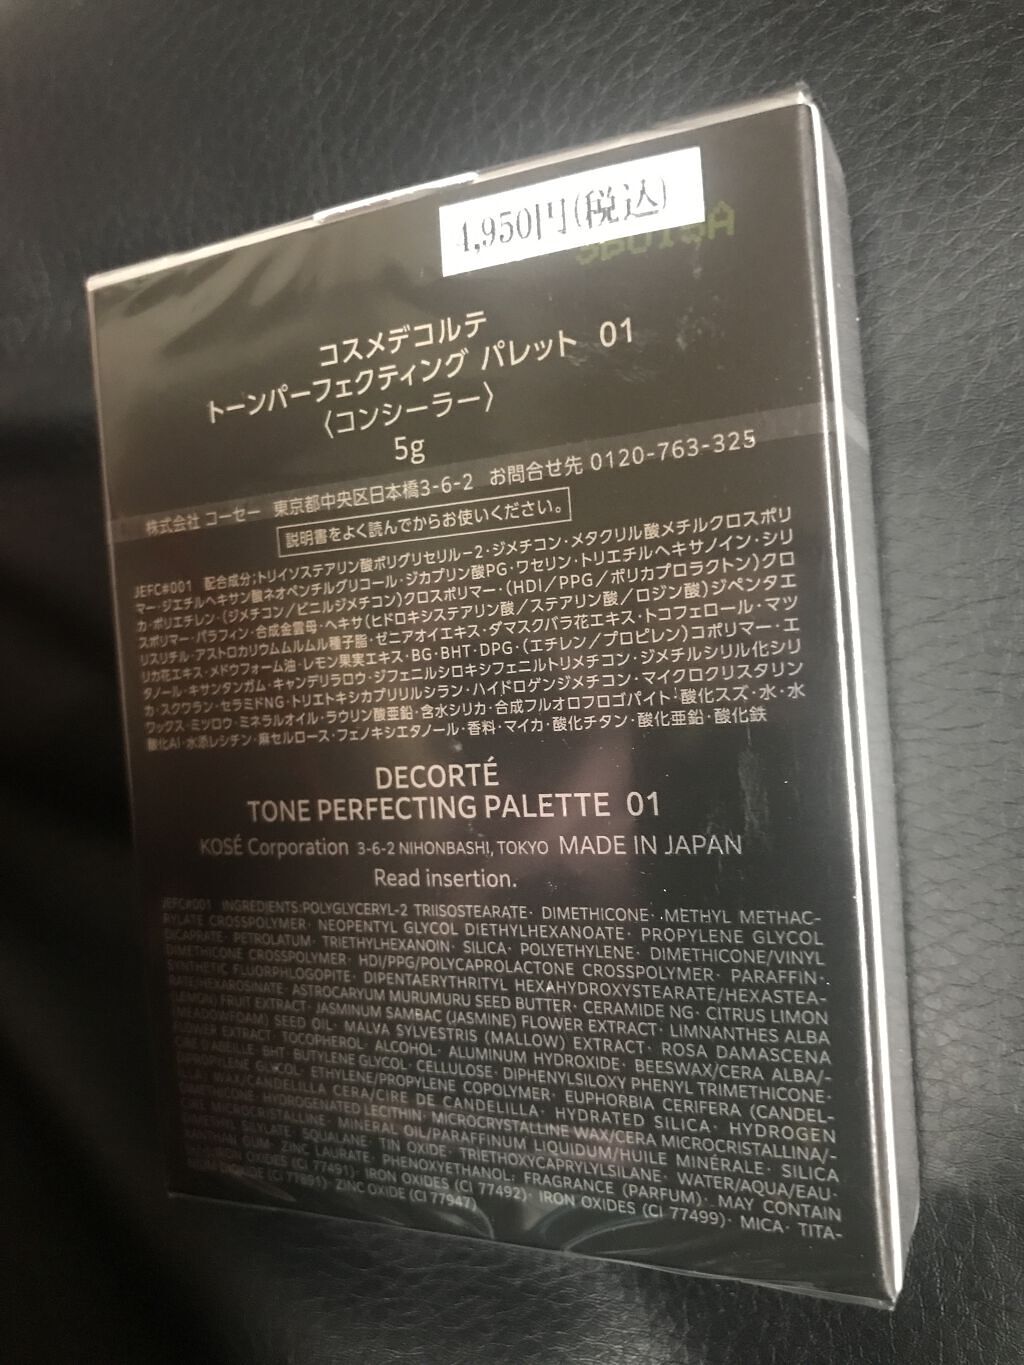 4,950円(税込)
コスメデコルテ
トーンパーフェクティング パレット 01
〈コンシーラー〉
5g
株式会社 コーセー 東京都中央区日本橋3-6-2 お問合せ先 0120-763-325
説明書をよく読んでからお使いください。
JEFC#001 配合成分;トリイソステアリン酸ポリグリセリル-2・ジメチコン・メタクリル酸メチルクロスポリ
マー・ジエチルヘキサン酸ネオペンチルグリコール・ジカプリン酸PG・ワセリン・トリエチルヘキサノイン・シリ
カ・ポリエチレン・(ジメチコン/ビニルジメチコン)クロスポリマー・(HDI/PPG/ポリカプロラクトン)クロ
スポリマー・パラフィン・合成金雲母・ヘキサ(ヒドロキシステアリン酸/ステアリン酸/ロジン酸)ジペンタエ
リスリチル・アストロカリウムムルムル種子脂・ゼニアオイエキス・ダマスクバラ花エキス・トコフェロール・マツ
リカ花エキス・メドウフォーム油・レモン果実エキス・BG・BHT・DPG・(エチレン/プロピレン)コポリマー・エ
タノール・キサンタンガム・キャンデリラロウ・ジフェニルシロキシフェニルトリメチコン・ジメチルシリル化シリ
カ・スクワラン・セラミドNG・トリエトキシカプリリルシラン・ハイドロゲンジメチコン・マイクロクリスタリン
ワックス・ミツロウ・ミネラルオイル・ラウリン酸亜鉛・含水シリカ・合成フルオロフロゴパイト・酸化スズ・水・水
酸化Al・水添レシチン・麻セルロース・フェノキシエタノール・香料・マイカ・酸化チタン・酸化亜鉛・酸化鉄
DECORTÉ
TONE PERFECTING PALETTE 01
KOSÉ Corporation 3-6-2 NIHONBASHI, TOKYO MADE IN JAPAN
Read insertion.
JEFC#001 INGREDIENTS:POLYGLYCERYL-2 TRIISOSTEARATE· DIMETHICONE· METHYL METHAC-
RYLATE CROSSPOLYMER· NEOPENTYL GLYCOL DIETHYLHEXANOATE· PROPYLENE GLYCOL
DICAPRATE· PETROLATUM· TRIETHYLHEXANOIN· SILICA· POLYETHYLENE· DIMETHICONE/VINYL
DIMETHICONE CROSSPOLYMER· HDI/PPG/POLYCAPROLACTONE CROSSPOLYMER· PARAFFIN·
SYNTHETIC FLUORPHLOGOPITE· DIPENTAERYTHRITYL HEXAHYDROXYSTEARATE/HEXASTEA-
RATE/HEXAROSINATE· ASTROCARYUM MURUMURU SEED BUTTER· CERAMIDE NG· CITRUS LIMON
(LEMON) FRUIT EXTRACT· JASMINUM SAMBAC (JASMINE) FLOWER EXTRACT· LIMNANTHES ALBA
(MEADOWFOAM) SEED OIL· MALVA SYLVESTRIS (MALLOW) EXTRACT· ROSA DAMASCENA
FLOWER EXTRACT· TOCOPHEROL· ALCOHOL· ALUMINUM HYDROXIDE· BEESWAX/CERA ALBA/-
CIRE D'ABEILLE· BHT· BUTYLENE GLYCOL· CELLULOSE· DIPHENYLSILOXY PHENYL TRIMETHICONE·
DIPROPYLENE GLYCOL· ETHYLENE/PROPYLENE COPOLYMER· EUPHORBIA CERIFERA (CANDEL-
ILLA) WAX/CANDELILLA CERA/CIRE DE CANDELILLA· HYDRATED SILICA· HYDROGEN
DIMETHICONE· HYDROGENATED LECITHIN· MICROCRYSTALLINE WAX/CERA MICROCRISTALLINA/-
CIRE MICROCRISTALLINE· MINERAL OIL/PARAFFINUM LIQUIDUM/HUILE MINÉRALE· SILICA
DIMETHYL SILYLATE· SQUALANE· TIN OXIDE· TRIETHOXYCAPRYLYLSILANE· WATER/AQUA/EAU·
XANTHAN GUM· ZINC LAURATE· PHENOXYETHANOL· FRAGRANCE (PARFUM)· MAY CONTAIN
IRON OXIDES (CI 77491)· IRON OXIDES (CI 77492)· IRON OXIDES (CI 77499)· MICA· TITA-
NIUM DIOXIDE (CI 77891)· ZINC OXIDE (CI 77947)